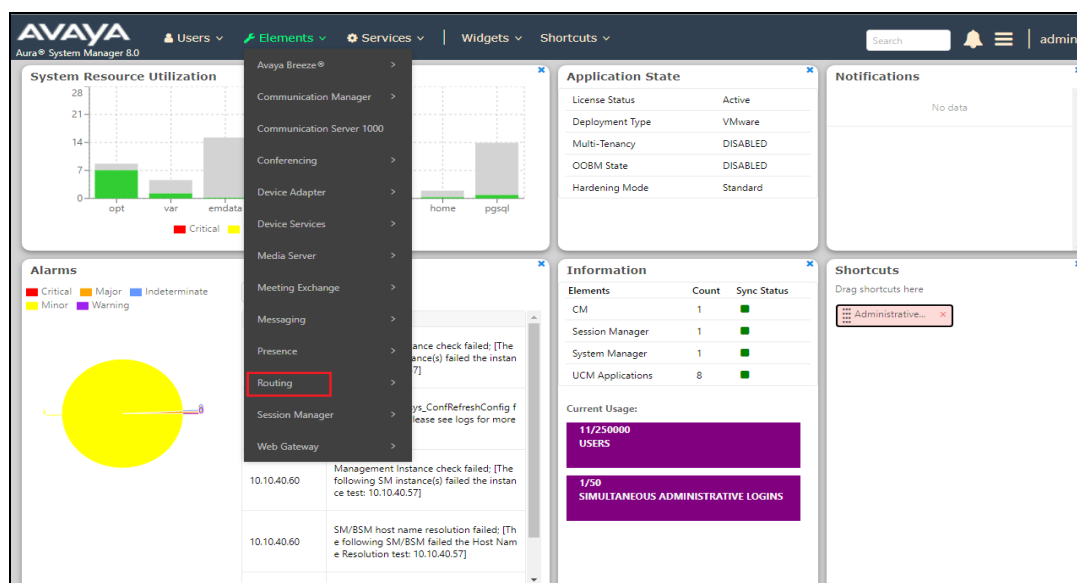 AVAYA
Aura® System Manager 8.0
Users
Elements
Services
Widgets
Shortcuts
Search
admin
System Resource Utilization
28
21
14
7
0
opt
var
emdata
home
pgsql
Critical
Avaya Breeze®
Communication Manager
Communication Server 1000
Conferencing
Device Adapter
Device Services
Media Server
Meeting Exchange
Messaging
Presence
Routing
Session Manager
Web Gateway
Application State
License Status Active
Deployment Type VMware
Multi-Tenancy DISABLED
OOBM State DISABLED
Hardening Mode Standard
Notifications
No data
Alarms
Critical Major Indeterminate
Minor Warning
ance check failed; [The
ance(s) failed the instan
7]
ys_ConfRefreshConfig f
lease see logs for more
10.10.40.60
Management Instance check failed; [The
following SM instance(s) failed the instan
ce test: 10.10.40.57]
10.10.40.60
SM/BSM host name resolution failed; [Th
e following SM/BSM failed the Host Nam
e Resolution test: 10.10.40.57]
Information
Elements Count Sync Status
CM 1
Session Manager 1
System Manager 1
UCM Applications 8
Current Usage:
11/250000
USERS
1/50
SIMULTANEOUS ADMINISTRATIVE LOGINS
Shortcuts
Drag shortcuts here
Administrative... ×